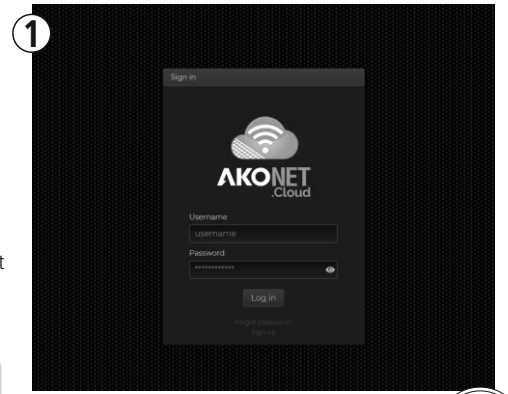 1
Sign in
AKONET
.Cloud
Username
username
t
Password
************
Log in
Forgot password?
Sign up